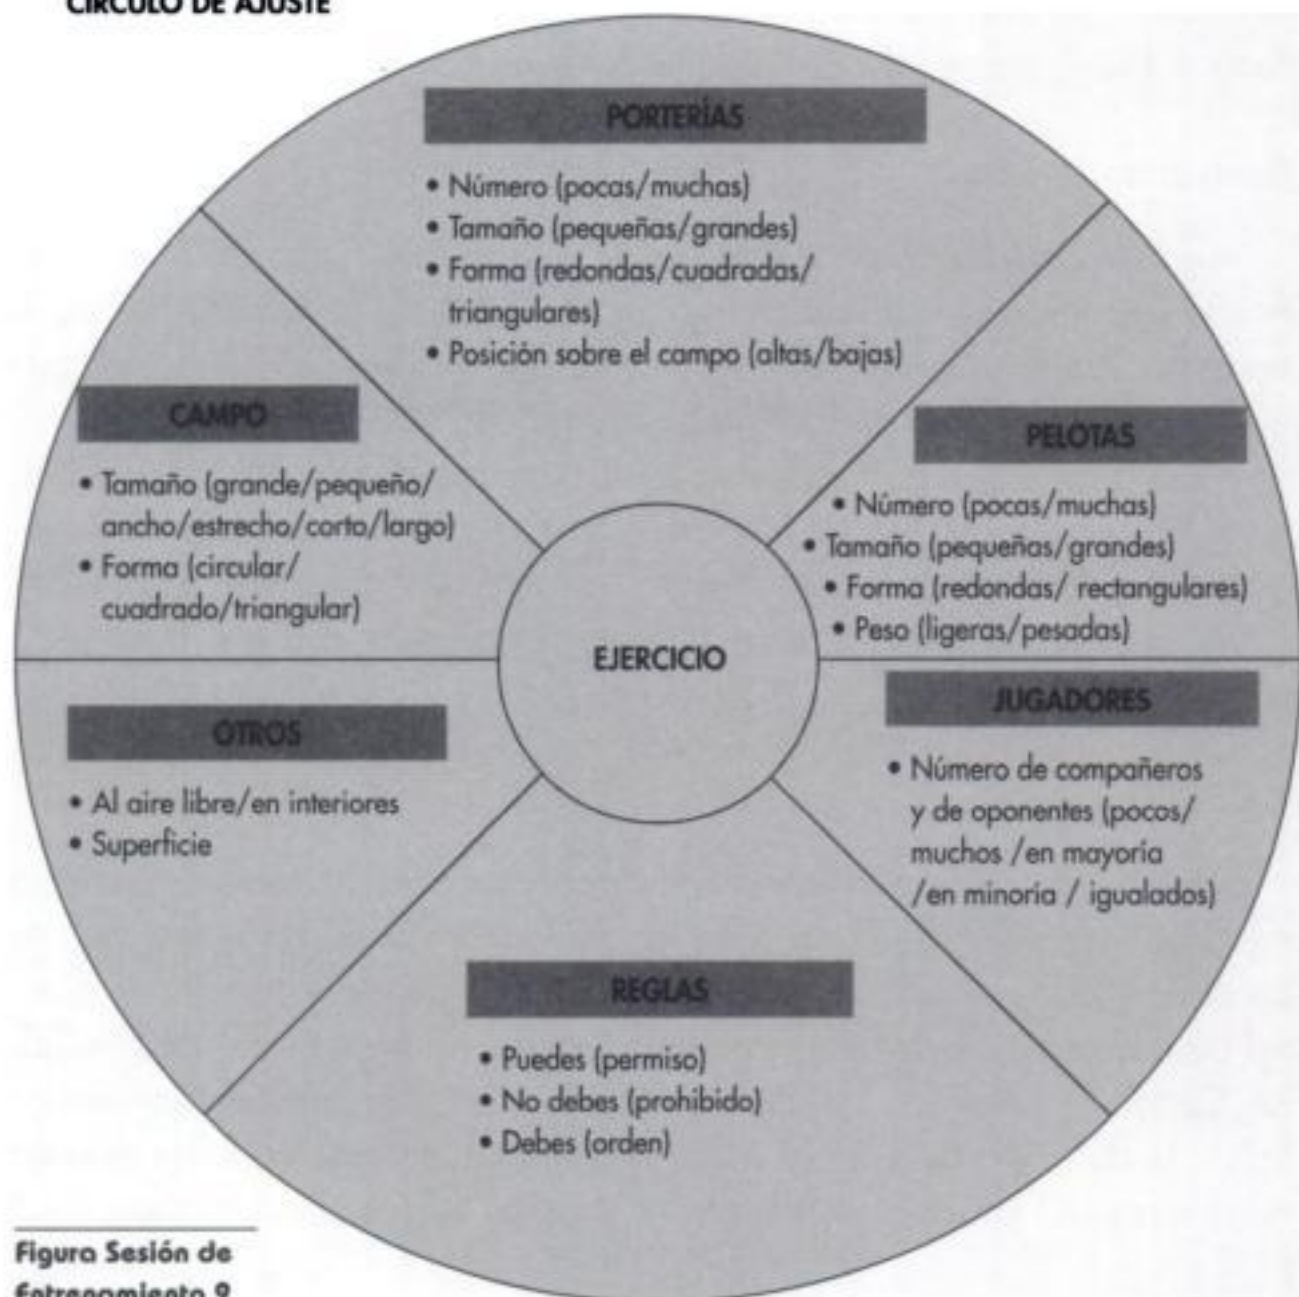 CÍRCULO DE AJUSTE
PORTERÍAS
• Número (pocas/muchas)
• Tamaño (pequeñas/grandes)
• Forma (redondas/cuadradas/
triangulares)
• Posición sobre el campo (altas/bajas)
CAMPO
• Tamaño (grande/pequeño/
ancho/estrecho/corto/largo)
• Forma (circular/
cuadrado/triangular)
PELOTAS
• Número (pocas/muchas)
• Tamaño (pequeñas/grandes)
• Forma (redondas/ rectangulares)
• Peso (ligeras/pesadas)
EJERCICIO
OTROS
• Al aire libre/en interiores
• Superficie
JUGADORES
• Número de compañeros
y de oponentes (pocos/
muchos /en mayoría
/en minoría / igualados)
REGLAS
• Puedes (permiso)
• No debes (prohibido)
• Debes (orden)
Figura Sesión de
Entrenamiento